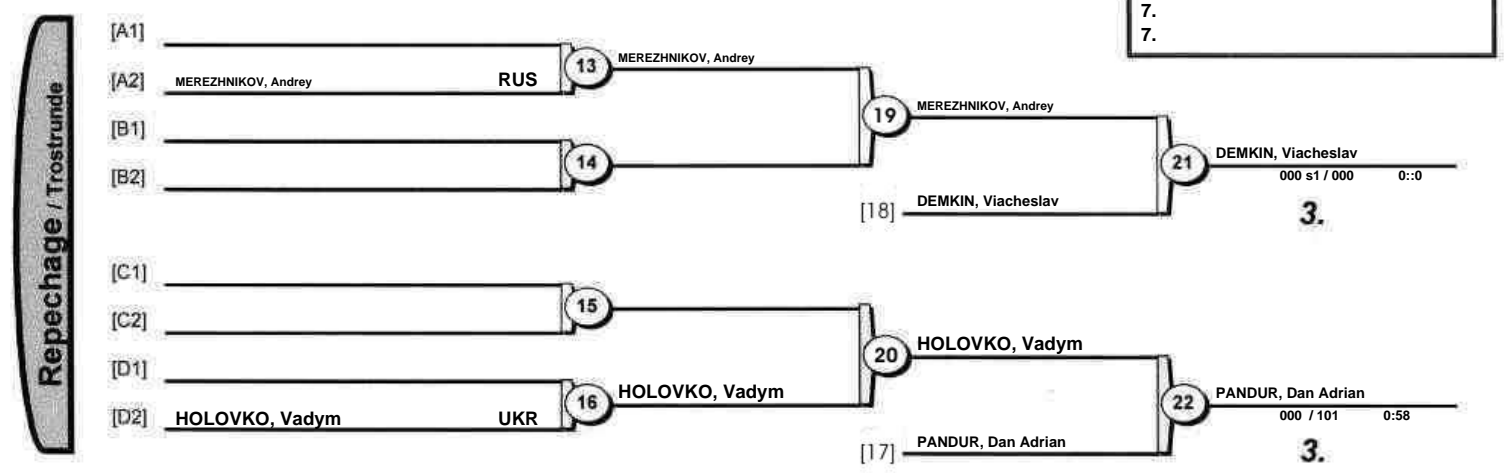 7.
7.
Repechage / Trostrunde
[A1]
[A2] MEREZHNIKOV, Andrey RUS
13
MEREZHNIKOV, Andrey
[B1]
[B2]
14
19
MEREZHNIKOV, Andrey
[18] DEMKIN, Viacheslav
21
DEMKIN, Viacheslav
000 s1 / 000 0::0
3.
[C1]
[C2]
15
[D1]
[D2] HOLOVKO, Vadym UKR
16
HOLOVKO, Vadym
20
HOLOVKO, Vadym
[17] PANDUR, Dan Adrian
22
PANDUR, Dan Adrian
000 / 101 0:58
3.